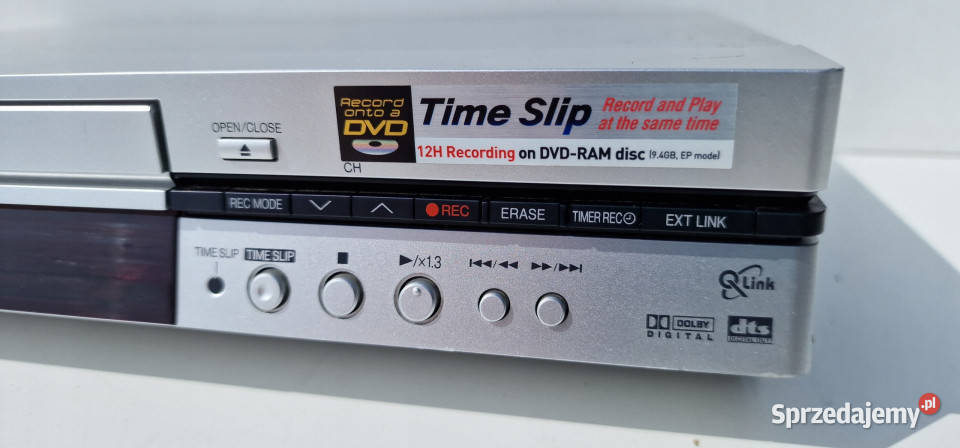 Record
onto a
DVD
Time Slip
Record and Play
at the same time
12H Recording on DVD-RAM disc (9.4GB, EP mode)
OPEN/CLOSE
CH
REC MODE
REC
ERASE
TIMER REC
EXT LINK
TIME SLIP
TIME SLIP
▶/x1.3
Q Link
DOLBY
DIGITAL
dts
DIGITAL OUT
Sprzedajemy.pl